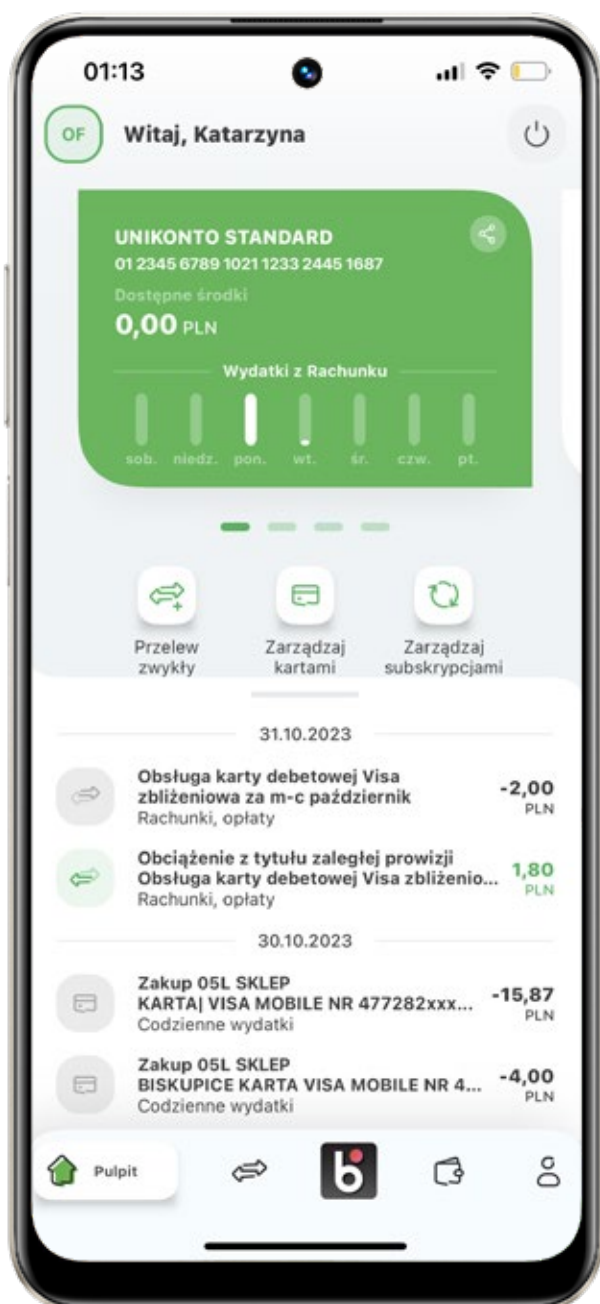 01:13
OF
Witaj, Katarzyna
UNIKONTO STANDARD
01 2345 6789 1021 1233 2445 1687
Dostępne środki
0,00 PLN
Wydatki z Rachunku
sob. niedz. pon. wt. śr. czw. pt.
Przelew
zwykły
Zarządzaj
kartami
Zarządzaj
subskrypcjami
31.10.2023
Obsługa karty debetowej Visa
zbliżeniowa za m-c październik
Rachunki, opłaty
-2,00
PLN
Obciążenie z tytułu zaległej prowizji
Obsługa karty debetowej Visa zbliżenio...
Rachunki, opłaty
1,80
PLN
30.10.2023
Zakup 05L SKLEP
KARTA| VISA MOBILE NR 477282xxx...
Codzienne wydatki
-15,87
PLN
Zakup 05L SKLEP
BISKUPICE KARTA VISA MOBILE NR 4...
Codzienne wydatki
-4,00
PLN
Pulpit
b